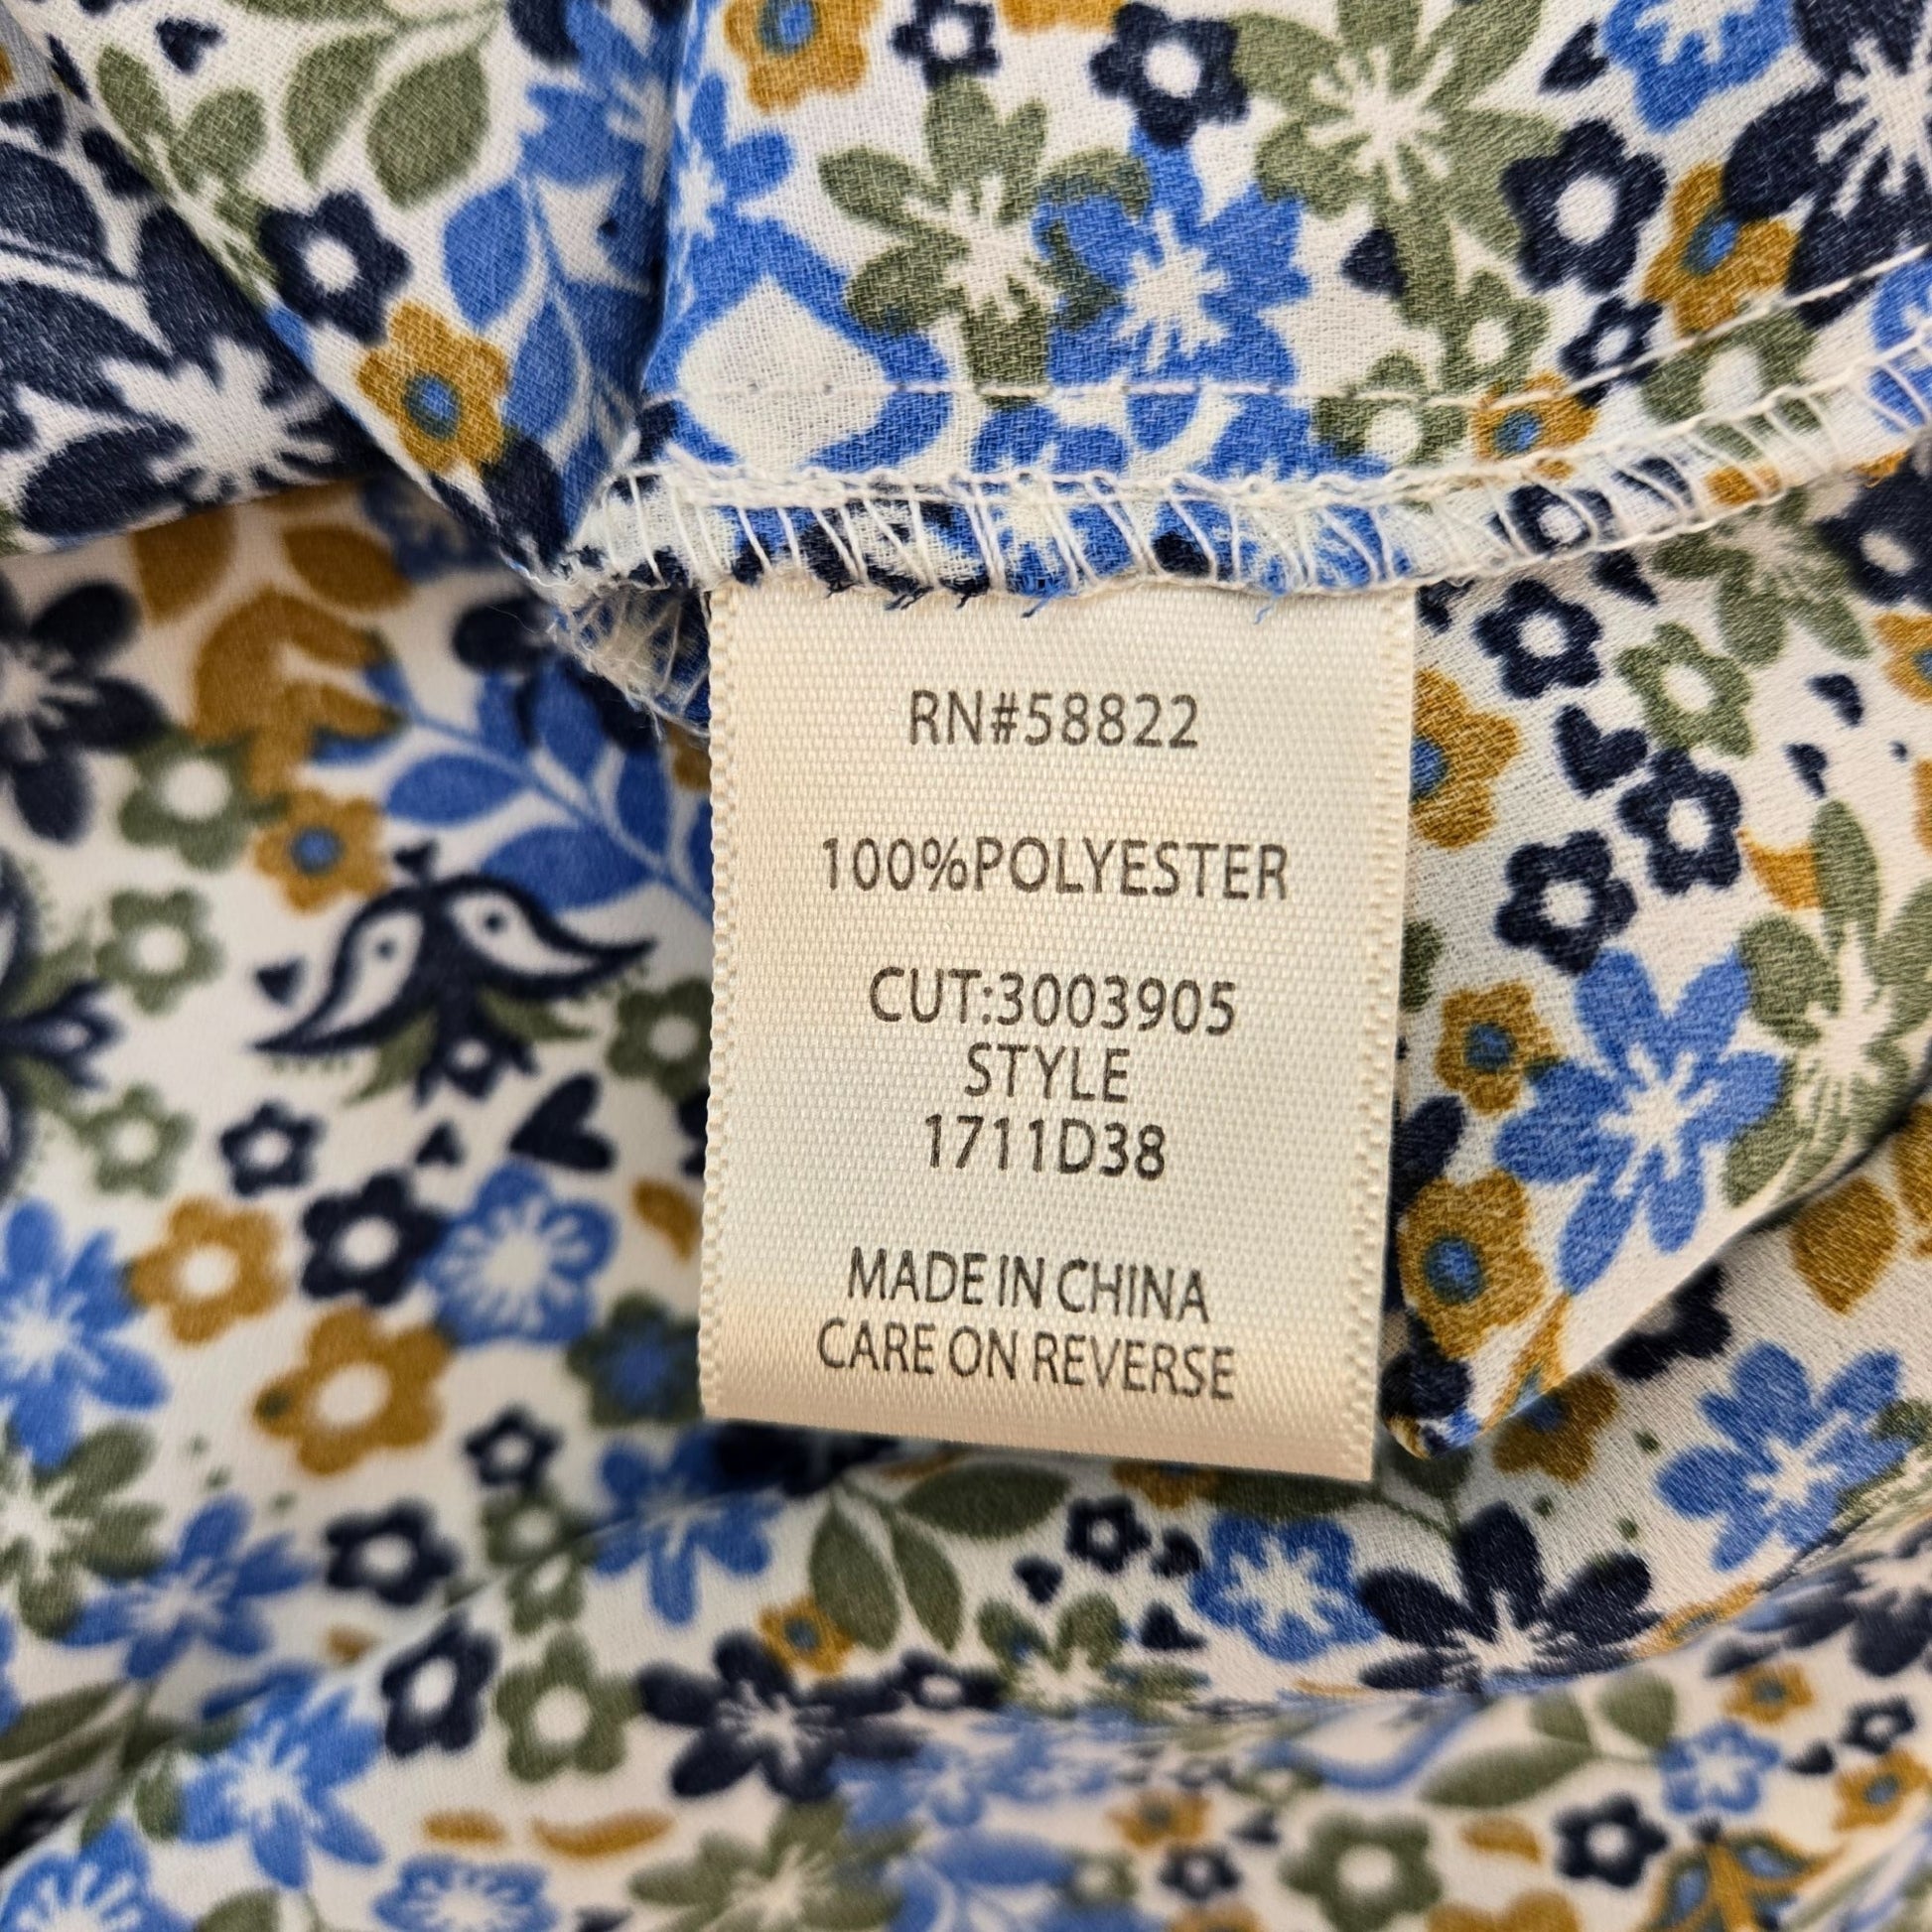 RN#58822
100%POLYESTER
CUT:3003905
STYLE
1711D38
MADE IN CHINA
CARE ON REVERSE